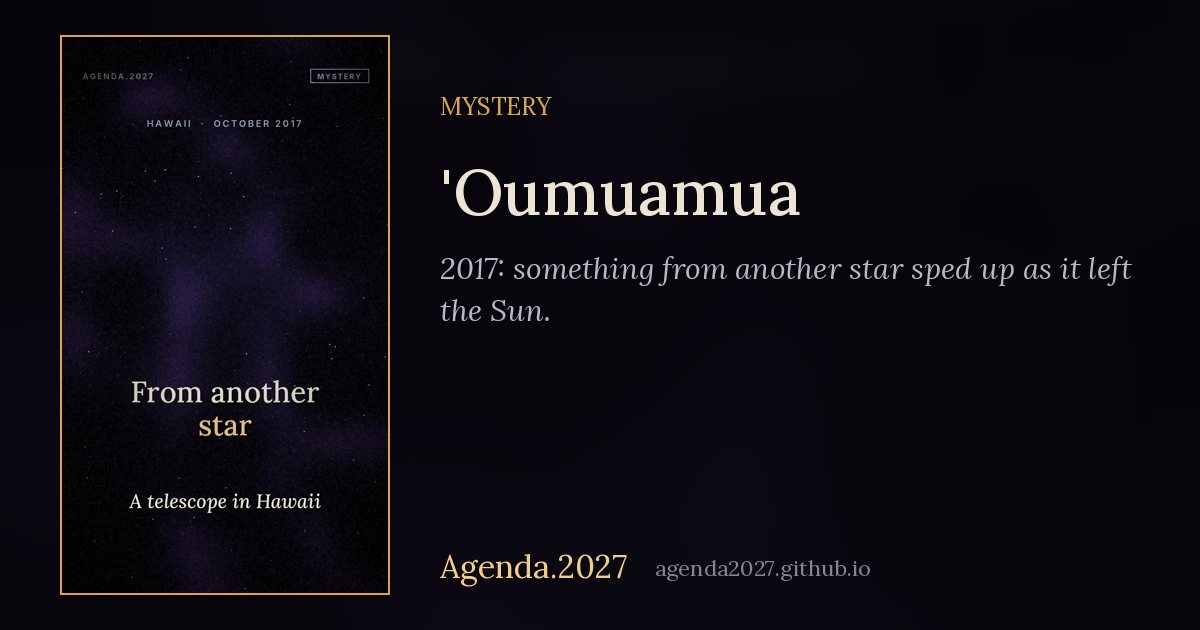 AGENDA.2027
MYSTERY
HAWAII · OCTOBER 2017
From another
star
A telescope in Hawaii
MYSTERY
'Oumuamua
2017: something from another star sped up as it left
the Sun.
Agenda.2027
agenda2027.github.io